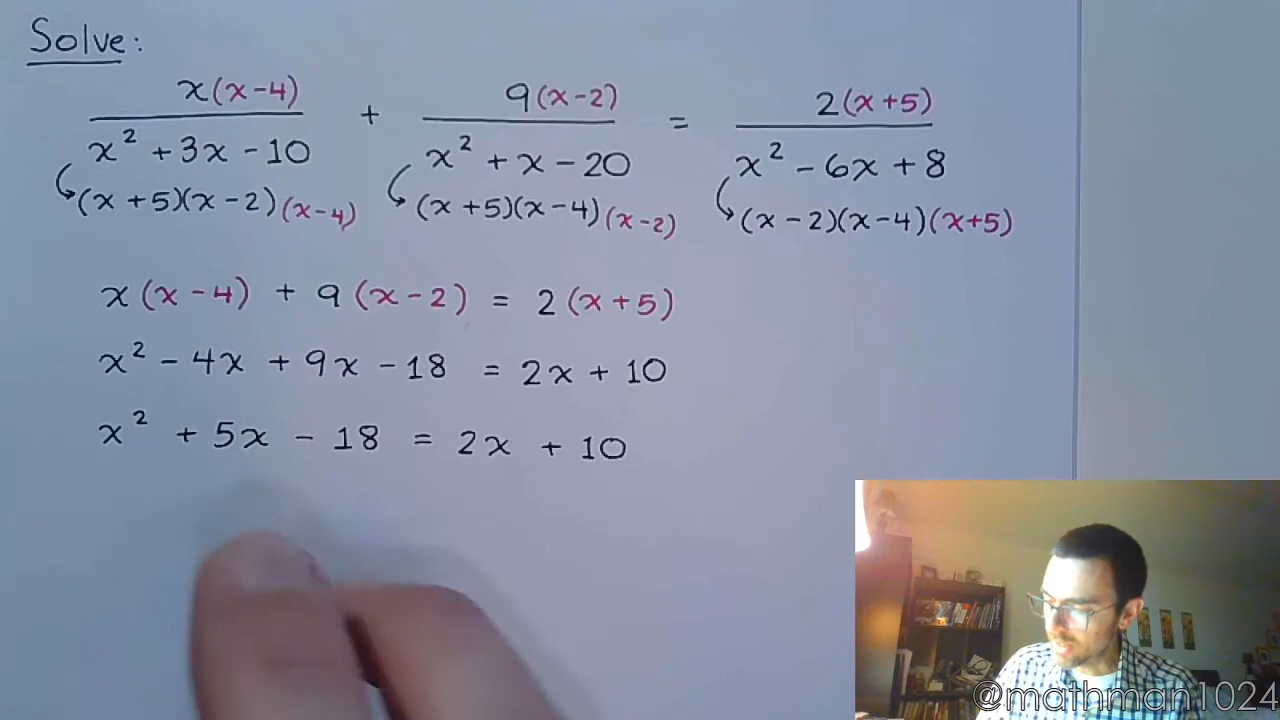 Solve:
x(x-4) + 9(x-2) = 2(x+5)
x² + 3x - 10   x² + x - 20   x² - 6x + 8
(x+5)(x-2)(x-4)   (x+5)(x-4)(x-2)   (x-2)(x-4)(x+5)
x(x-4) + 9(x-2) = 2(x+5)
x² - 4x + 9x - 18 = 2x + 10
x² + 5x - 18 = 2x + 10
@mathman1024